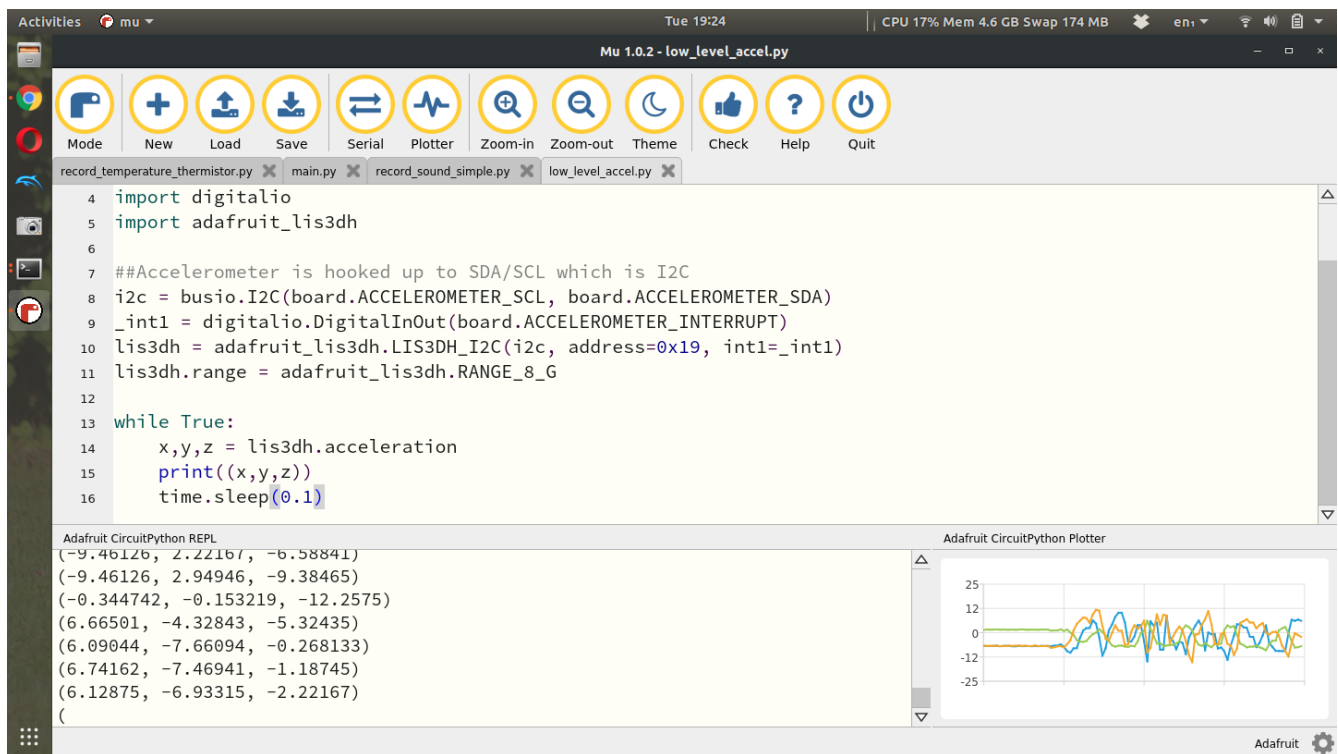 Activities mu Tue 19:24 CPU 17% Mem 4.6 GB Swap 174 MB en₁
Mu 1.0.2 - low_level_accel.py
Mode New Load Save Serial Plotter Zoom-in Zoom-out Theme Check Help Quit
record_temperature_thermistor.py main.py record_sound_simple.py low_level_accel.py
4 import digitalio
5 import adafruit_lis3dh
6
7 ##Accelerometer is hooked up to SDA/SCL which is I2C
8 i2c = busio.I2C(board.ACCELEROMETER_SCL, board.ACCELEROMETER_SDA)
9 _int1 = digitalio.DigitalInOut(board.ACCELEROMETER_INTERRUPT)
10 lis3dh = adafruit_lis3dh.LIS3DH_I2C(i2c, address=0x19, int1=_int1)
11 lis3dh.range = adafruit_lis3dh.RANGE_8_G
12
13 while True:
14     x,y,z = lis3dh.acceleration
15     print((x,y,z))
16     time.sleep(0.1)
Adafruit CircuitPython REPL
(-9.46126, 2.22167, -6.58841)
(-9.46126, 2.94946, -9.38465)
(-0.344742, -0.153219, -12.2575)
(6.66501, -4.32843, -5.32435)
(6.09044, -7.66094, -0.268133)
(6.74162, -7.46941, -1.18745)
(6.12875, -6.93315, -2.22167)
(
Adafruit CircuitPython Plotter
25
12
0
-12
-25
Adafruit